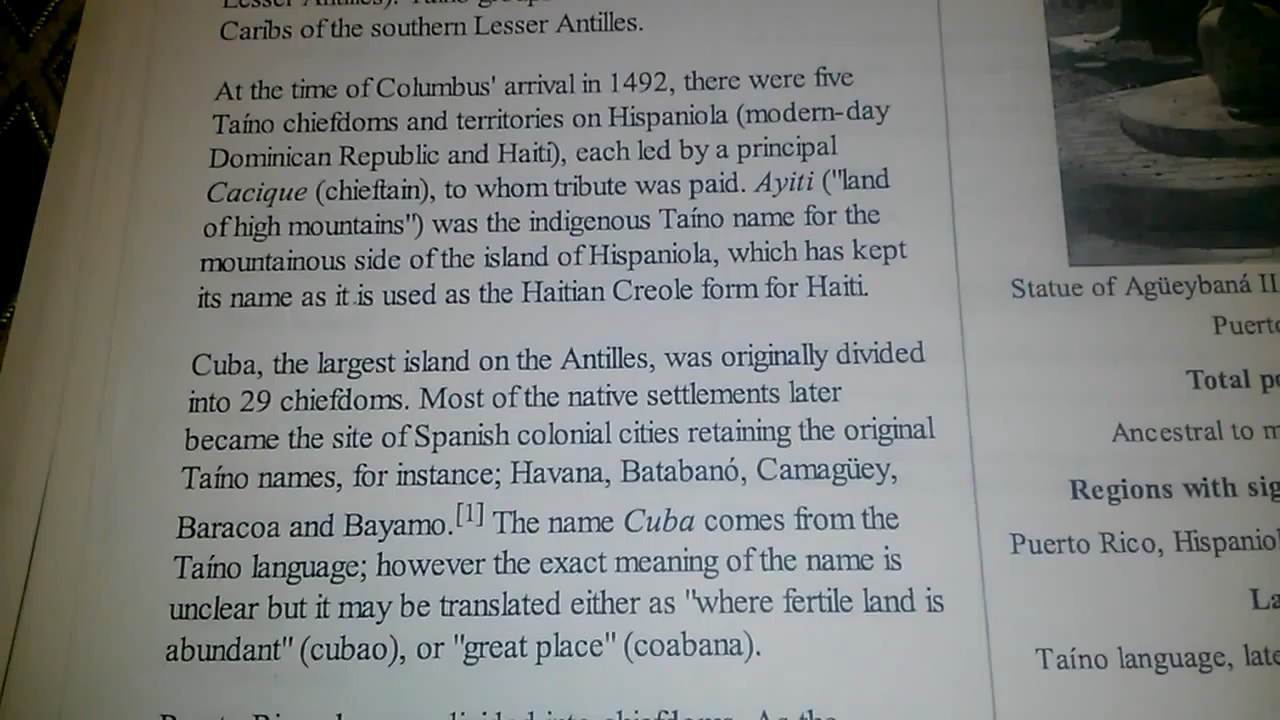 Caribs of the southern Lesser Antilles.
At the time of Columbus' arrival in 1492, there were five
Taíno chiefdoms and territories on Hispaniola (modern-day
Dominican Republic and Haiti), each led by a principal
Cacique (chieftain), to whom tribute was paid. Ayiti ("land
of high mountains") was the indigenous Taíno name for the
mountainous side of the island of Hispaniola, which has kept
its name as it is used as the Haitian Creole form for Haiti.
Cuba, the largest island on the Antilles, was originally divided
into 29 chiefdoms. Most of the native settlements later
became the site of Spanish colonial cities retaining the original
Taíno names, for instance; Havana, Batabanó, Camagüey,
Baracoa and Bayamo.[1] The name Cuba comes from the
Taíno language; however the exact meaning of the name is
unclear but it may be translated either as "where fertile land is
abundant" (cubao), or "great place" (coabana).
Statue of Agüeybaná II
Puerto
Total
Ancestral to
Regions with
Puerto Rico,
Taíno language,